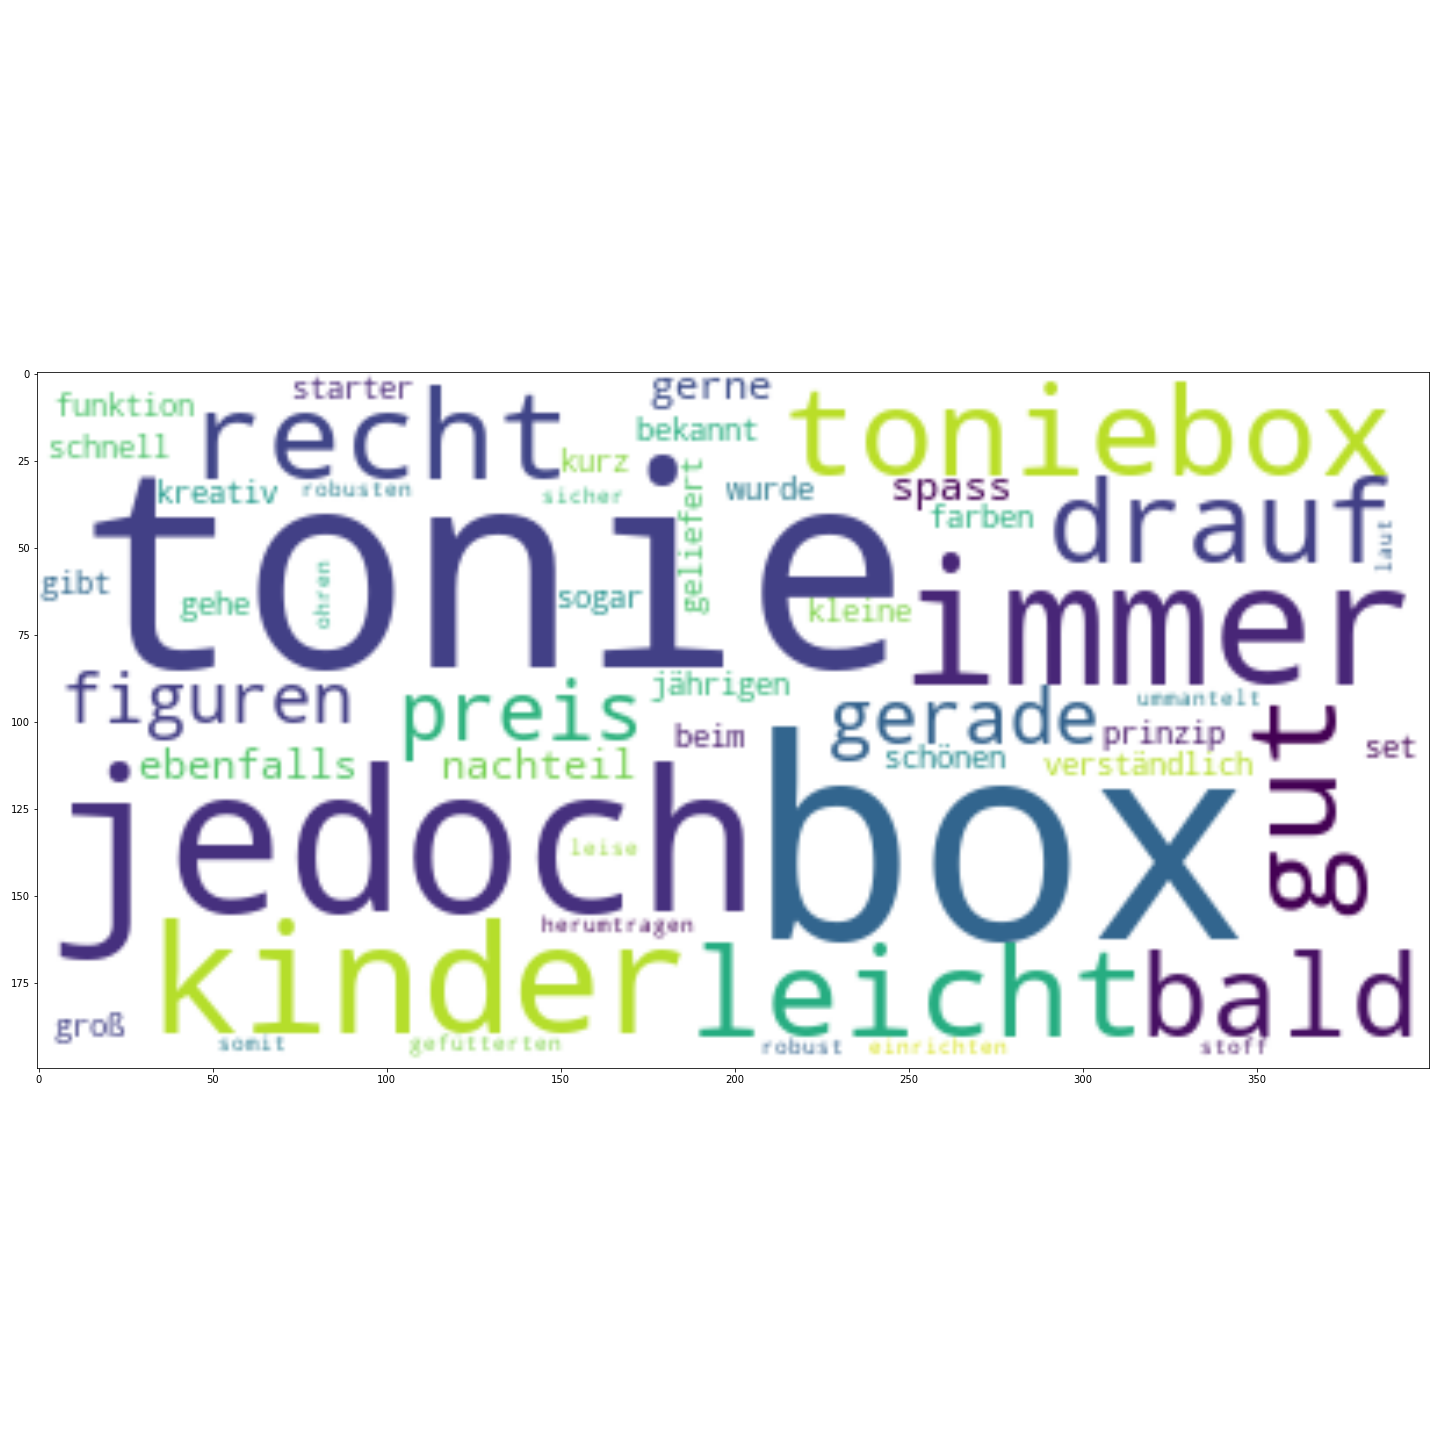 0
25
50
75
100
125
150
175
0
50
100
150
200
250
300
350
funktion
starter
gerne
toniebox
schnell
recht
bekannt
kurz
kreativ
robusten
sicher
geliefert
wurde
spass
farben
drauf
laut
tonie
gibt
gehe
ohren
sogar
kleine
immer
figuren
preis
jährigen
gerade
ummantelt
gut
beim
prinzip
set
ebenfalls
nachteil
schönen
verständlich
jedoch
box
leise
herumtragen
kinder
leicht
bald
groß
somit
gefütterten
robust
einrichten
stoff